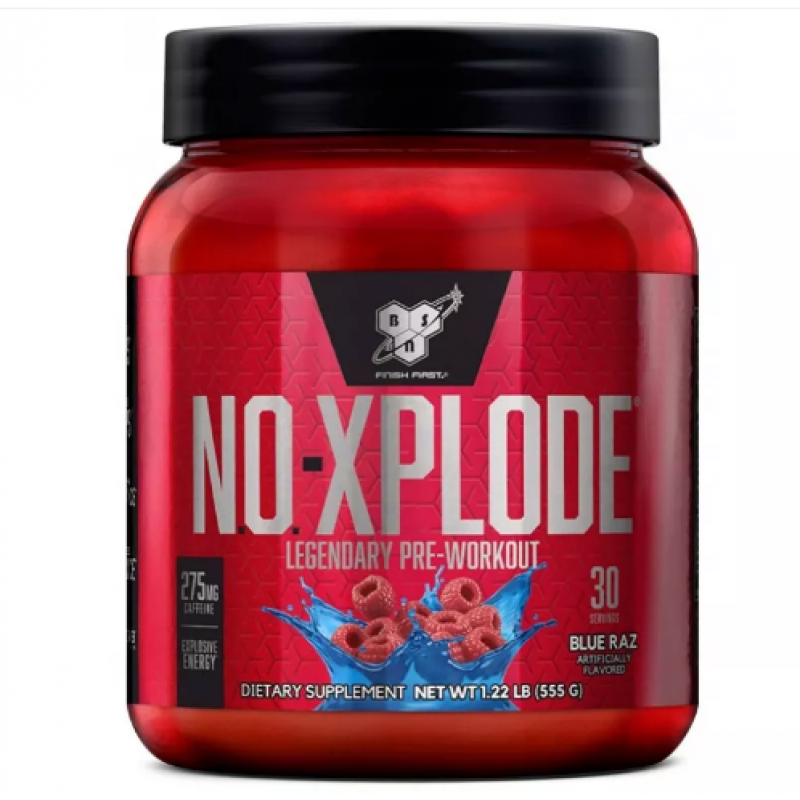 B S
N
FINISH FIRST.
N.O.-XPLODE®
LEGENDARY PRE-WORKOUT
275MG
CAFFEINE
EXPLOSIVE
ENERGY
30
SERVINGS
BLUE RAZ
ARTIFICIALLY
FLAVORED
DIETARY SUPPLEMENT NET WT 1.22 LB (555 G)